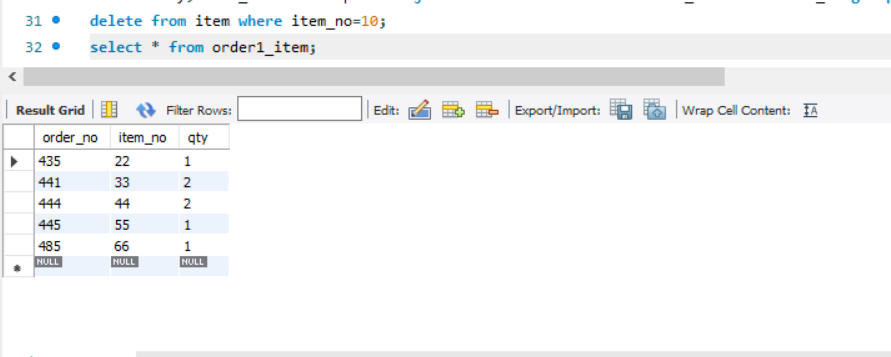 31 delete from item where item_no=10;
32 select * from order1_item;
Result Grid Filter Rows: Edit: Export/Import: Wrap Cell Content: IA
order_no item_no qty
435 22 1
441 33 2
444 44 2
445 55 1
485 66 1
NULL NULL NULL